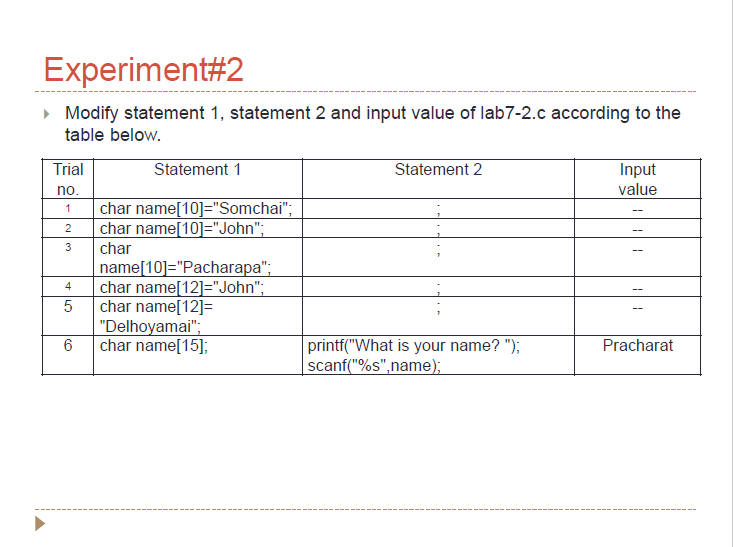 Experiment#2
Modify statement 1, statement 2 and input value of lab7-2.c according to the
table below.
Trial no. Statement 1 Statement 2 Input value
1 char name[10]="Somchai"; ; --
2 char name[10]="John"; ; --
3 char name[10]="Pacharapa"; ; --
4 char name[12]="John"; ; --
5 char name[12]= "Delhoyamai"; ; --
6 char name[15]; printf("What is your name? "); scanf("%s",name); Pracharat